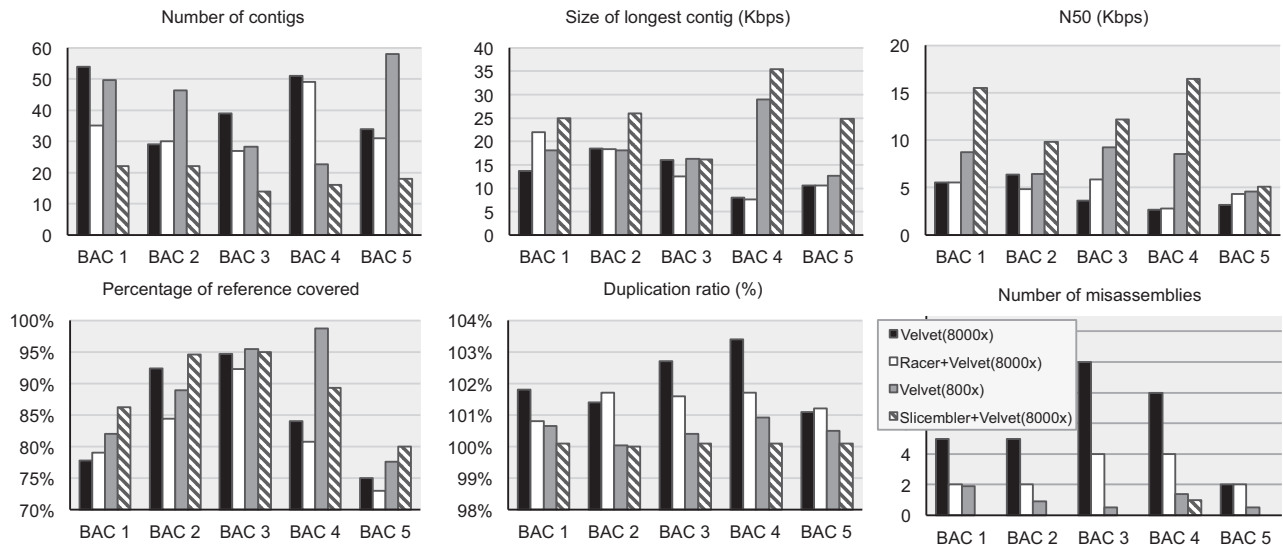 Number of contigs
60
50
40
30
20
10
0
BAC 1 BAC 2 BAC 3 BAC 4 BAC 5
Size of longest contig (Kbps)
40
35
30
25
20
15
10
5
0
BAC 1 BAC 2 BAC 3 BAC 4 BAC 5
N50 (Kbps)
20
15
10
5
0
BAC 1 BAC 2 BAC 3 BAC 4 BAC 5
Percentage of reference covered
100%
95%
90%
85%
80%
75%
70%
BAC 1 BAC 2 BAC 3 BAC 4 BAC 5
Duplication ratio (%)
104%
103%
102%
101%
100%
99%
98%
BAC 1 BAC 2 BAC 3 BAC 4 BAC 5
Number of misassemblies
Velvet(8000x)
Racer+Velvet(8000x)
Velvet(800x)
Slicembler+Velvet(8000x)
4
2
0
BAC 1 BAC 2 BAC 3 BAC 4 BAC 5